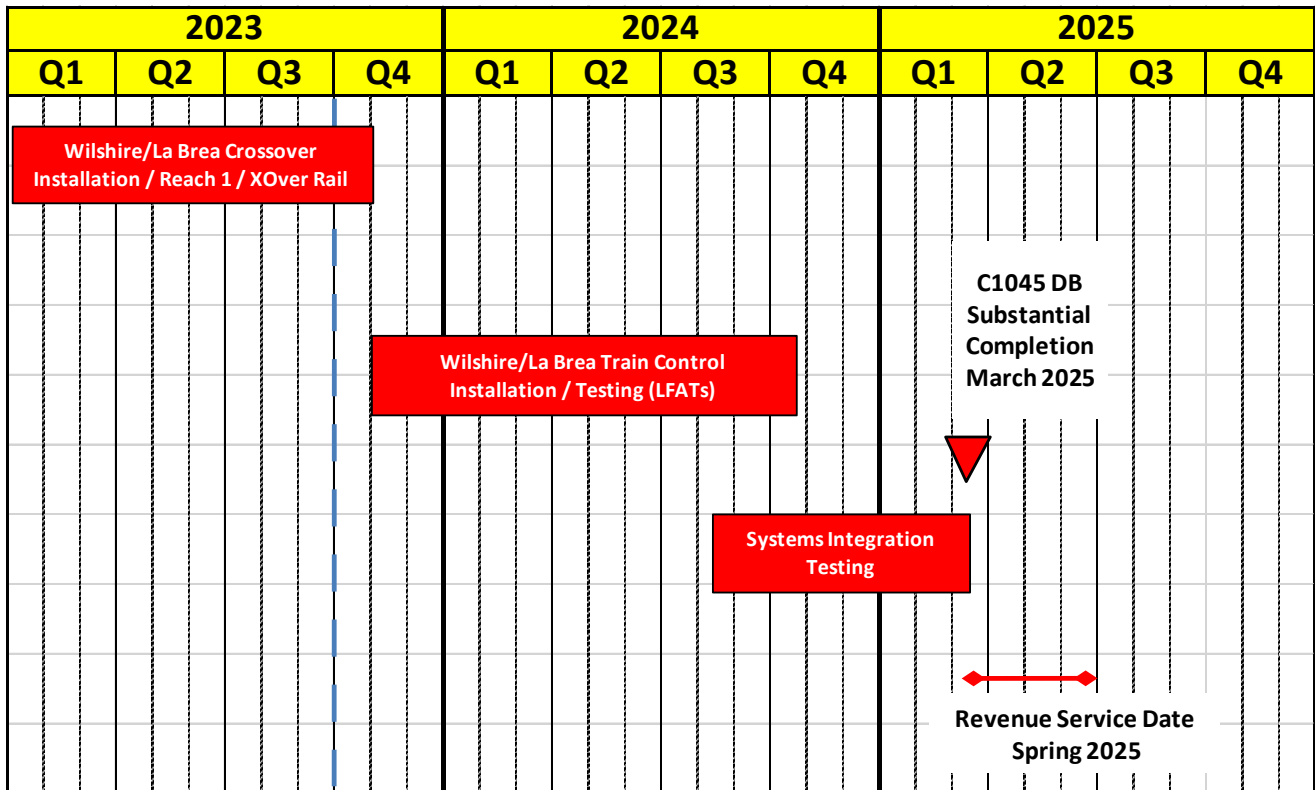 2023 2024 2025
Q1 Q2 Q3 Q4 Q1 Q2 Q3 Q4 Q1 Q2 Q3 Q4
Wilshire/La Brea Crossover
Installation / Reach 1 / XOver Rail
C1045 DB
Substantial
Completion
March 2025
Wilshire/La Brea Train Control
Installation / Testing (LFATs)
Systems Integration
Testing
Revenue Service Date
Spring 2025